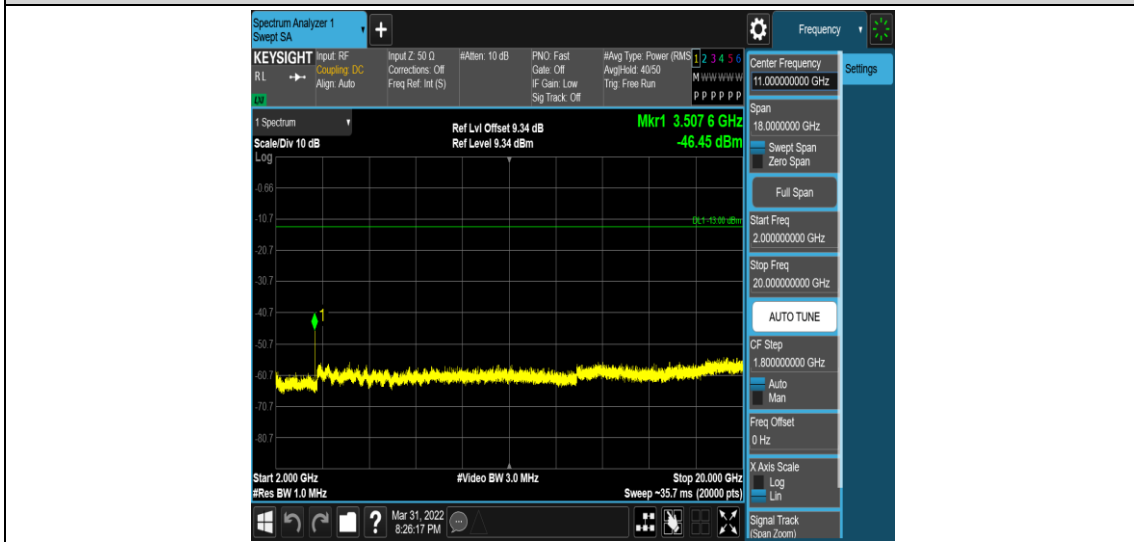 Spectrum Analyzer 1
Swept SA
+
Frequency
KEYSIGHT
RL
LXI
Input: RF
Coupling: DC
Align: Auto
Input Z: 50 Ω
Corrections: Off
Freq Ref: Int (S)
#Atten: 10 dB
PNO: Fast
Gate: Off
IF Gain: Low
Sig Track: Off
#Avg Type: Power (RMS
Avg|Hold: 40/50
Trig: Free Run
1 2 3 4 5 6
M W W W W W
P P P P P P
Center Frequency
11.000000000 GHz
Settings
Span
18.0000000 GHz
Swept Span
Zero Span
Full Span
Start Freq
2.000000000 GHz
Stop Freq
20.000000000 GHz
AUTO TUNE
CF Step
1.800000000 GHz
Auto
Man
Freq Offset
0 Hz
X Axis Scale
Log
Lin
Signal Track
(Span Zoom)
1 Spectrum
Scale/Div 10 dB
Log
Ref Lvl Offset 9.34 dB
Ref Level 9.34 dBm
Mkr1 3.507 6 GHz
-46.45 dBm
-0.66
-10.7
DL1 -13.00 dBm
-20.7
-30.7
-40.7
1
-50.7
-60.7
-70.7
-80.7
Start 2.000 GHz
#Res BW 1.0 MHz
#Video BW 3.0 MHz
Stop 20.000 GHz
Sweep ~35.7 ms (20000 pts)
?
Mar 31, 2022
8:26:17 PM